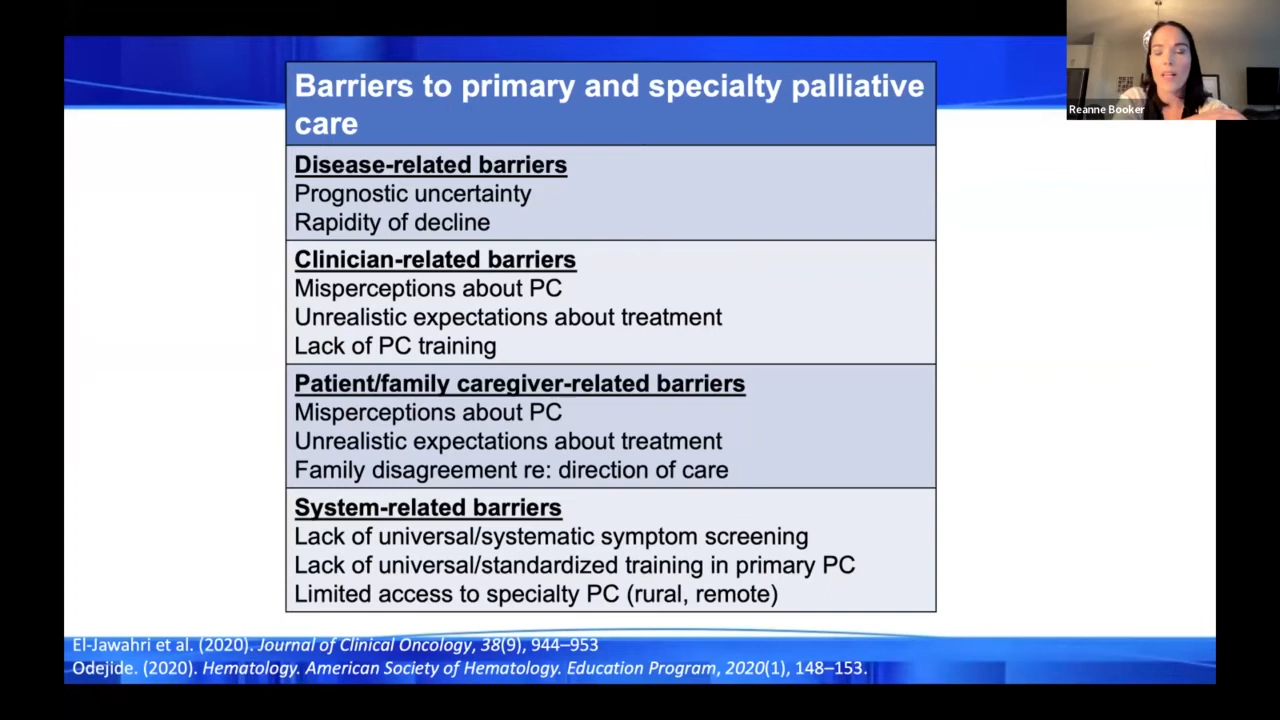 Barriers to primary and specialty palliative
care
Disease-related barriers
Prognostic uncertainty
Rapidity of decline
Clinician-related barriers
Misperceptions about PC
Unrealistic expectations about treatment
Lack of PC training
Patient/family caregiver-related barriers
Misperceptions about PC
Unrealistic expectations about treatment
Family disagreement re: direction of care
System-related barriers
Lack of universal/systematic symptom screening
Lack of universal/standardized training in primary PC
Limited access to specialty PC (rural, remote)
El-Jawahri et al. (2020). Journal of Clinical Oncology, 38(9), 944–953
Odejide. (2020). Hematology. American Society of Hematology. Education Program, 2020(1), 148–153.
Reanne Booker